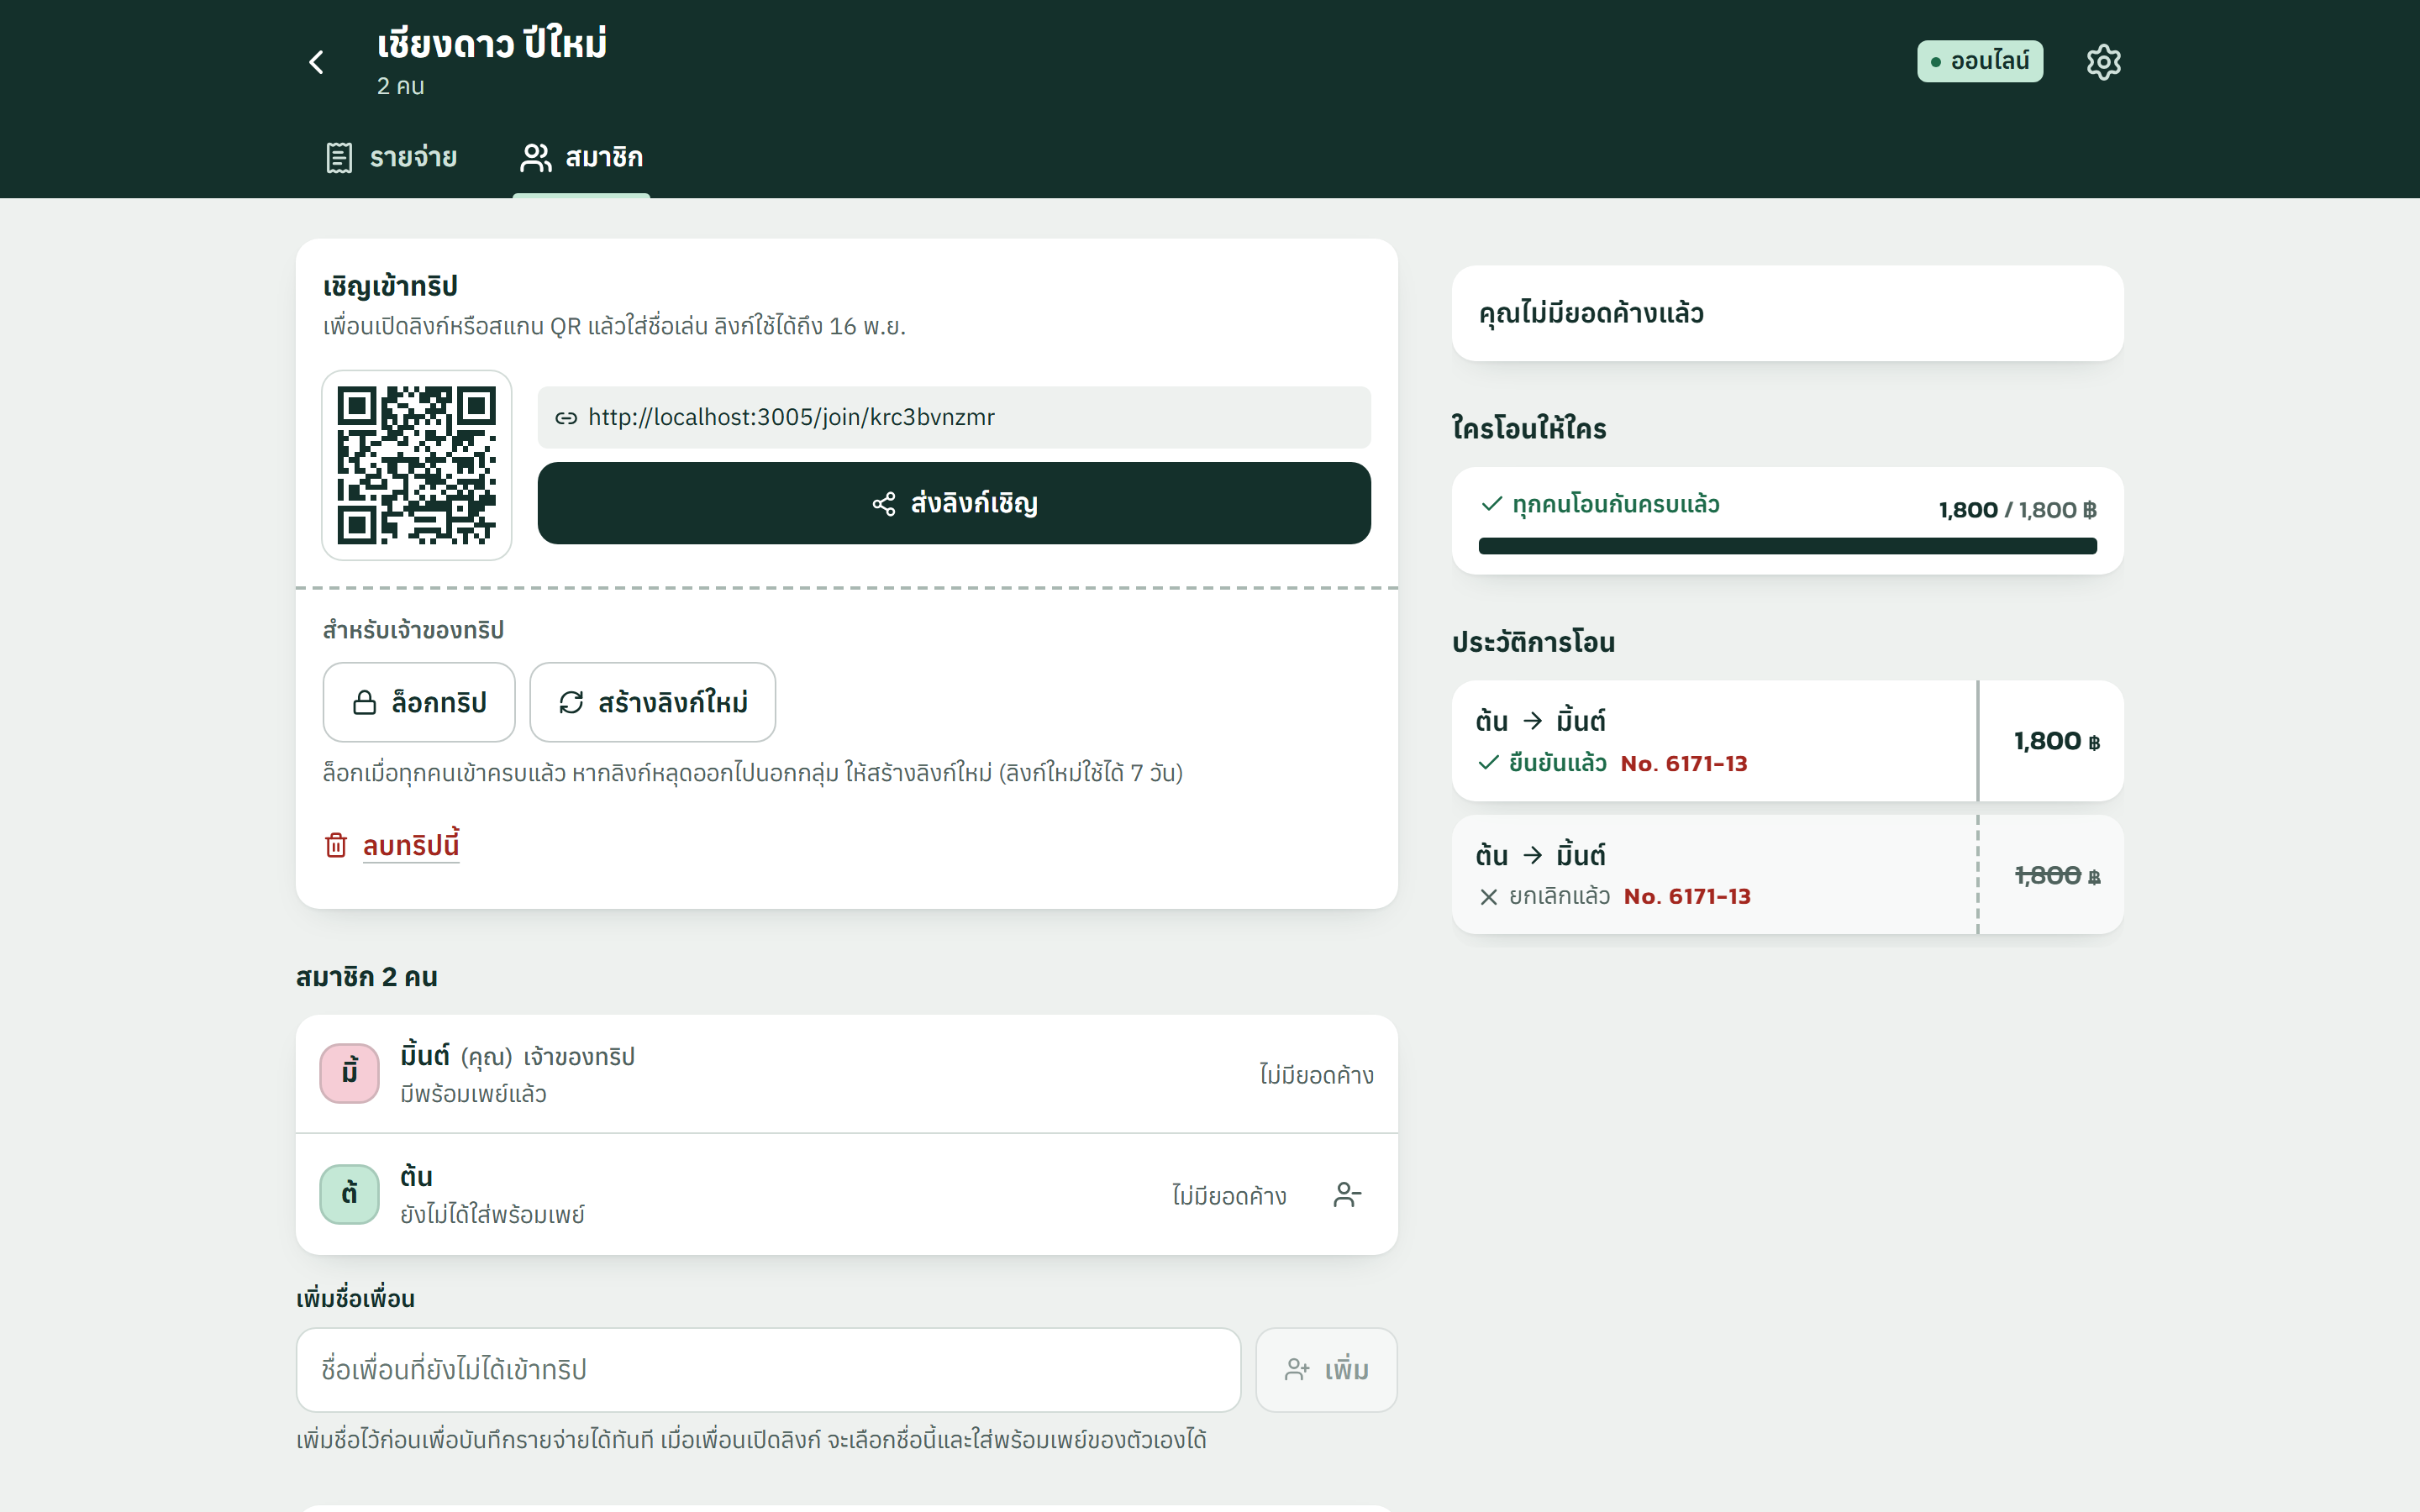 เชียงดาว ปีใหม่
2 คน
ออนไลน์
รายจ่าย
สมาชิก
เชิญเข้าทริป
เพื่อนเปิดลิงก์หรือสแกน QR แล้วใส่ชื่อเล่น ลิงก์ใช้ได้ถึง 16 พ.ย.
http://localhost:3005/join/krc3bvnzmr
ส่งลิงก์เชิญ
สำหรับเจ้าของทริป
ล็อกทริป
สร้างลิงก์ใหม่
ล็อกเมื่อทุกคนเข้าครบแล้ว หากลิงก์หลุดออกไปนอกกลุ่ม ให้สร้างลิงก์ใหม่ (ลิงก์ใหม่ใช้ได้ 7 วัน)
ลบทริปนี้
สมาชิก 2 คน
มิ้
มิ้นต์ (คุณ) เจ้าของทริป
มีพร้อมเพย์แล้ว
ไม่มียอดค้าง
ต้
ต้น
ยังไม่ได้ใส่พร้อมเพย์
ไม่มียอดค้าง
เพิ่มชื่อเพื่อน
ชื่อเพื่อนที่ยังไม่ได้เข้าทริป
เพิ่ม
เพิ่มชื่อไว้ก่อนเพื่อบันทึกรายจ่ายได้ทันที เมื่อเพื่อนเปิดลิงก์ จะเลือกชื่อนี้และใส่พร้อมเพย์ของตัวเองได้
คุณไม่มียอดค้างแล้ว
ใครโอนให้ใคร
ทุกคนโอนกันครบแล้ว
1,800 / 1,800 ฿
ประวัติการโอน
ต้น → มิ้นต์
ยืนยันแล้ว No. 6171-13
1,800 ฿
ต้น → มิ้นต์
ยกเลิกแล้ว No. 6171-13
1,800 ฿